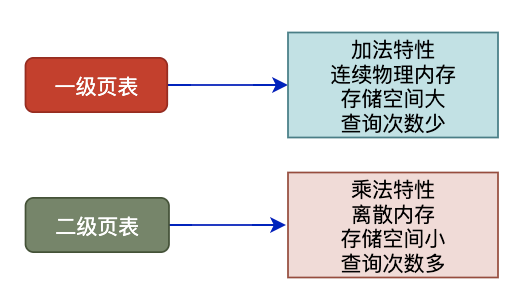 一级页表
加法特性
连续物理内存
存储空间大
查询次数少
二级页表
乘法特性
离散内存
存储空间小
查询次数多